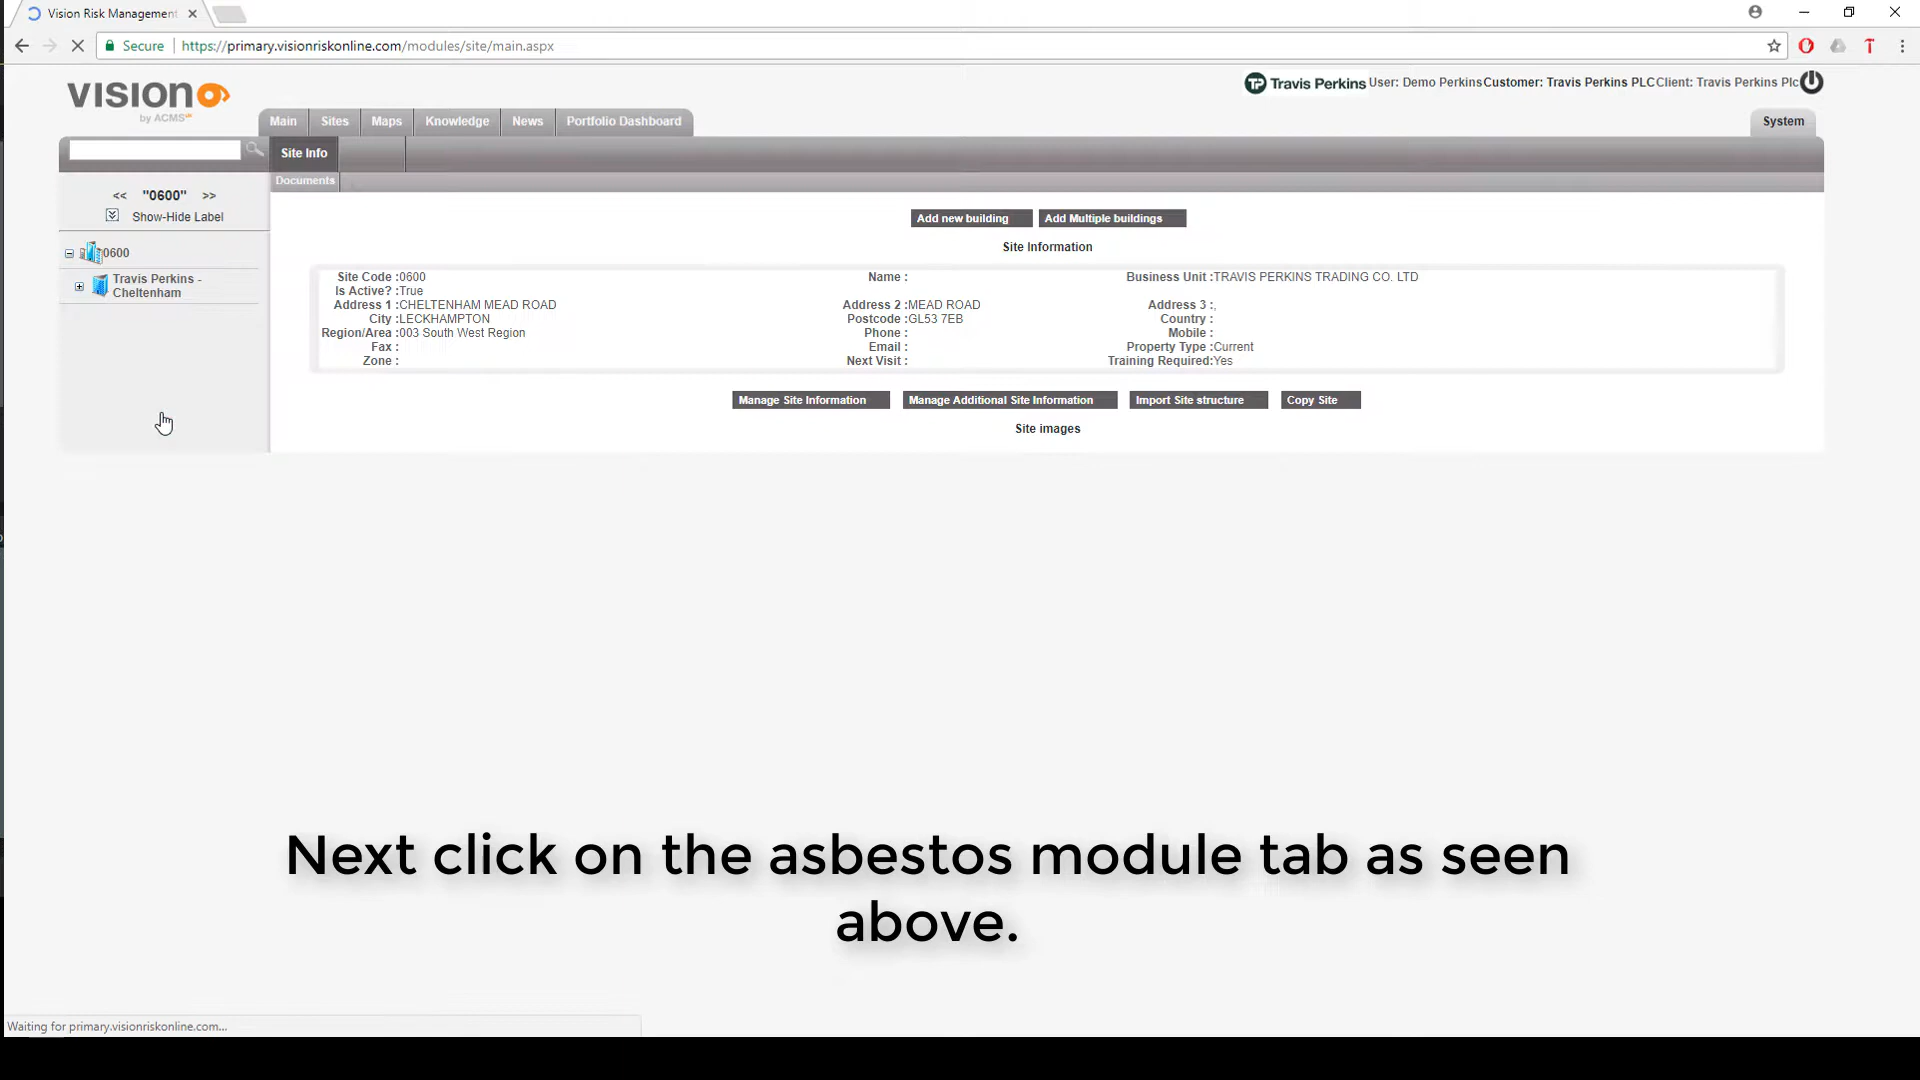 Vision Risk Management
Secure
https://primary.visionriskonline.com/modules/site/main.aspx
VISION
by ACMS
TP Travis Perkins User: Demo Perkins Customer: Travis Perkins PLC Client: Travis Perkins Plc
Main
Sites
Maps
Knowledge
News
Portfolio Dashboard
System
Site Info
Documents
<< "0600" >>
Show-Hide Label
0600
Travis Perkins -
Cheltenham
Add new building
Add Multiple buildings
Site Information
Site Code :0600
Name :
Business Unit :TRAVIS PERKINS TRADING CO. LTD
Is Active? :True
Address 1 :CHELTENHAM MEAD ROAD
Address 2 :MEAD ROAD
Address 3 :,
City :LECKHAMPTON
Postcode :GL53 7EB
Country :
Region/Area :003 South West Region
Phone :
Mobile :
Fax :
Email :
Property Type :Current
Zone :
Next Visit :
Training Required:Yes
Manage Site Information
Manage Additional Site Information
Import Site structure
Copy Site
Site images
Next click on the asbestos module tab as seen
above.
Waiting for primary.visionriskonline.com...